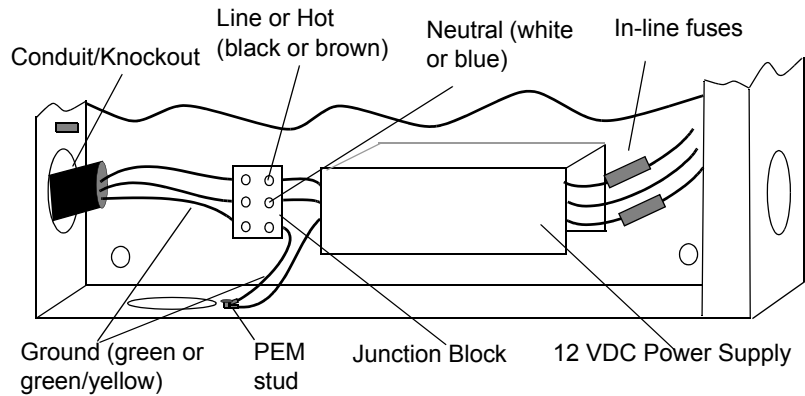 Line or Hot
(black or brown)
Neutral (white
or blue)
In-line fuses
Conduit/Knockout
Ground (green or
green/yellow)
PEM
stud
Junction Block
12 VDC Power Supply